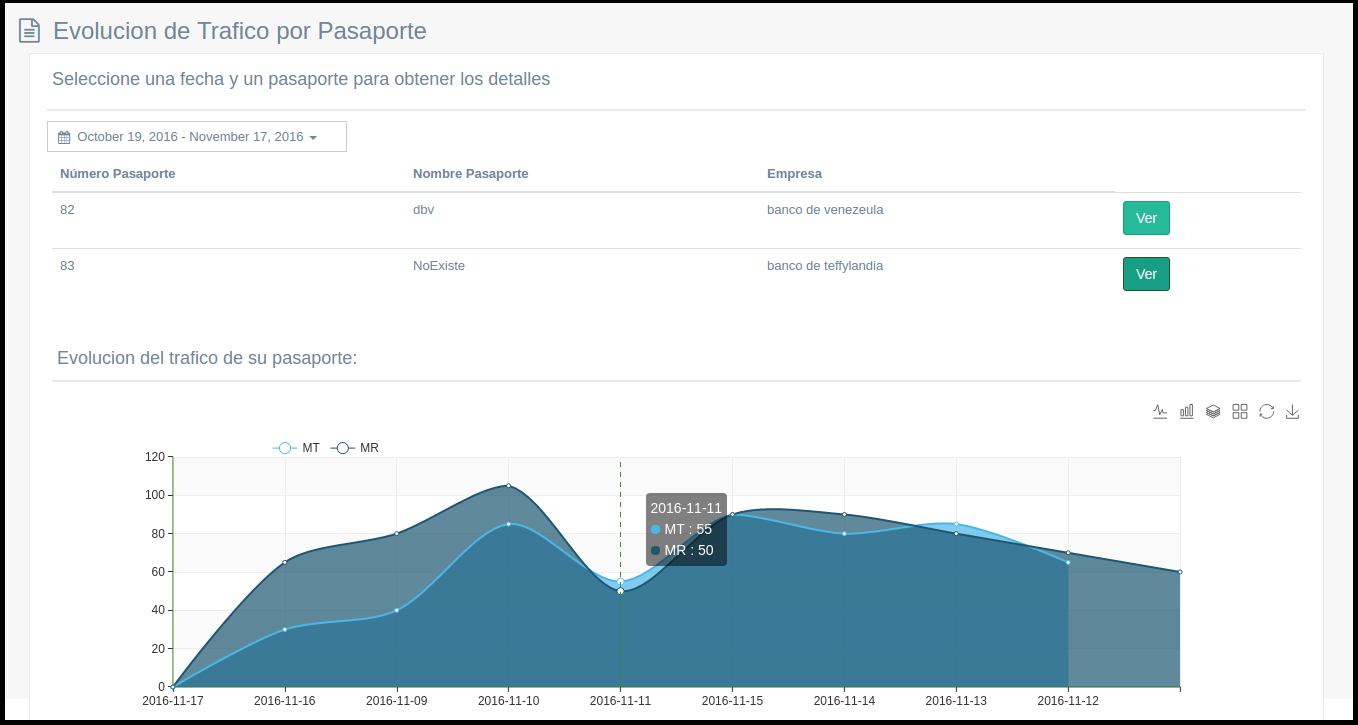 Evolucion de Trafico por Pasaporte
Seleccione una fecha y un pasaporte para obtener los detalles
October 19, 2016 - November 17, 2016
Número Pasaporte Nombre Pasaporte Empresa
82 dbv banco de venezeula Ver
83 NoExiste banco de teffylandia Ver
Evolucion del trafico de su pasaporte:
MT MR
120
100
80
60
40
20
0
2016-11-11
MT : 55
MR : 50
2016-11-17 2016-11-16 2016-11-09 2016-11-10 2016-11-11 2016-11-15 2016-11-14 2016-11-13 2016-11-12